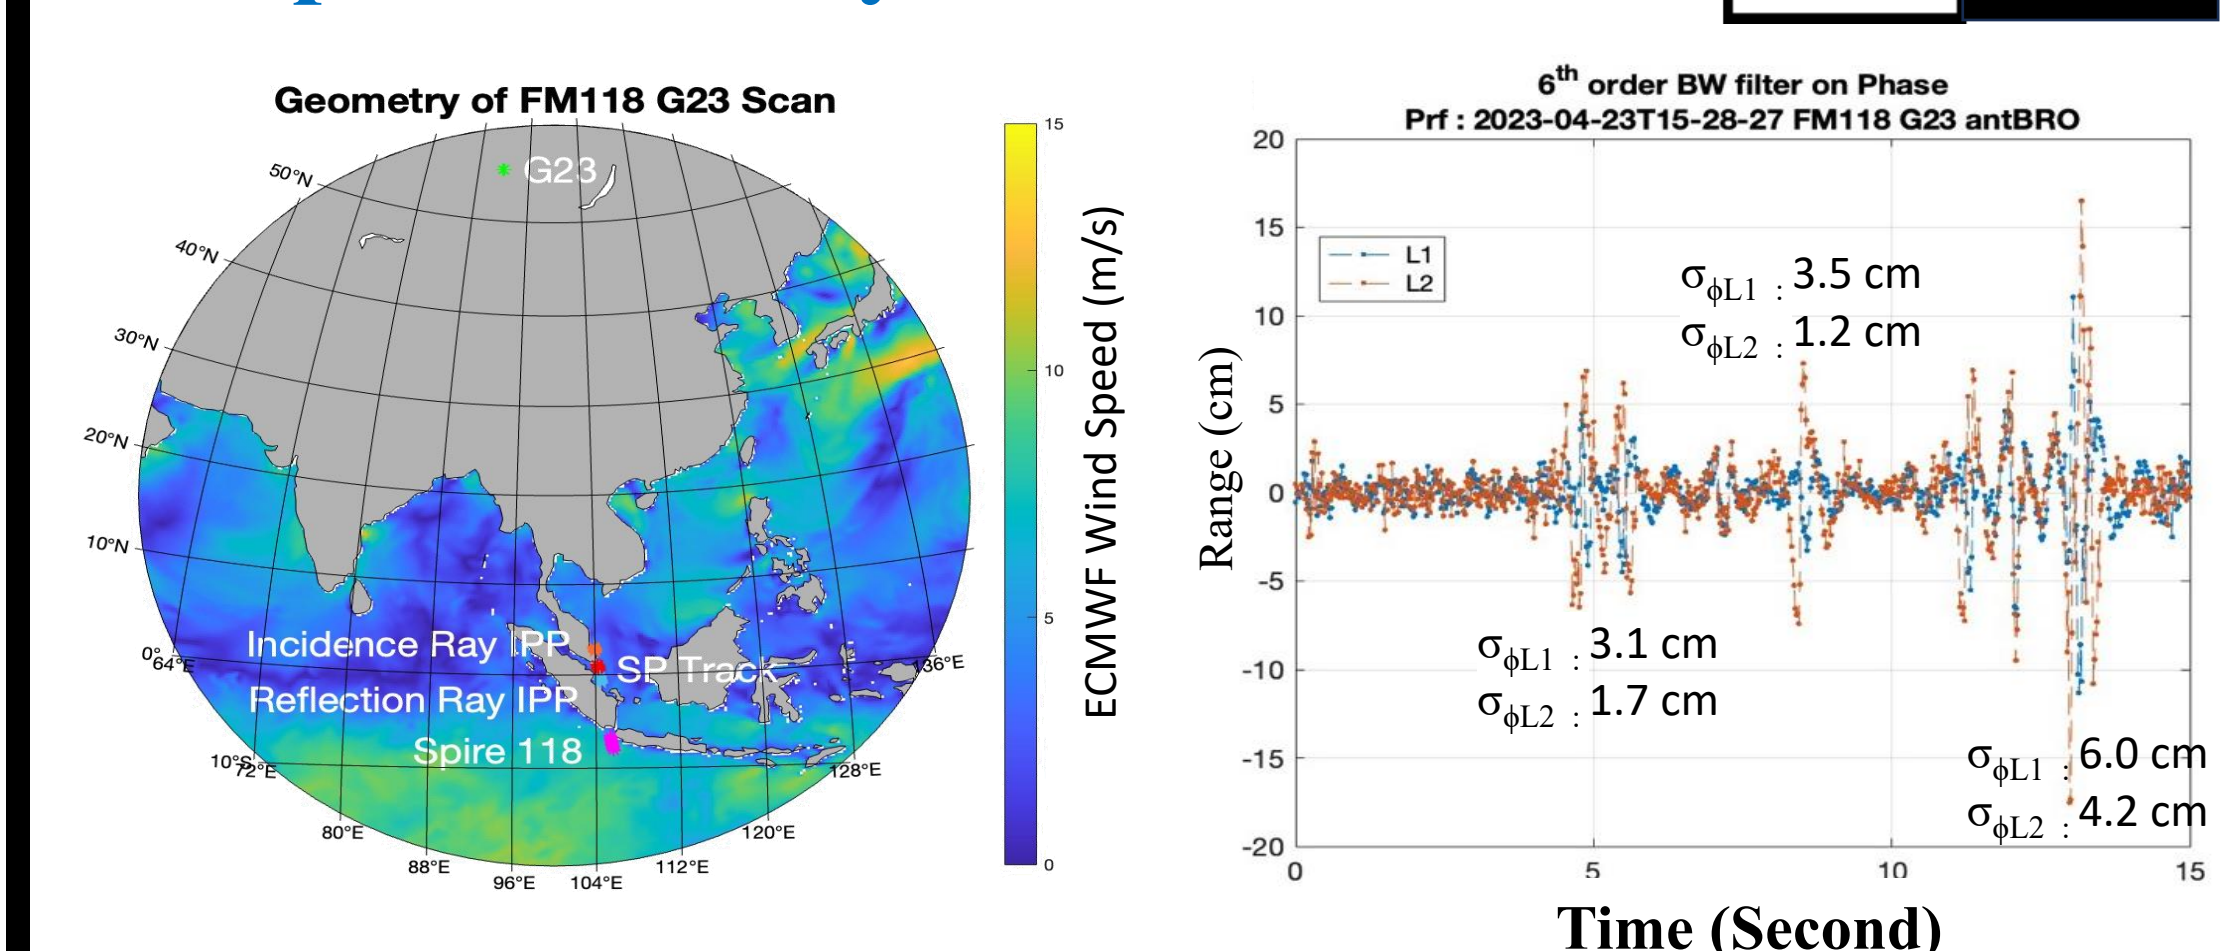 Geometry of FM118 G23 Scan
G23
50°N
40°N
30°N
20°N
10°N
0°
64°E
10°S
72°E
80°E
88°E
96°E
104°E
112°E
120°E
128°E
136°E
Incidence Ray IPP
SP Track
Reflection Ray IPP
Spire 118
15
10
5
0
ECMWF Wind Speed (m/s)
6th order BW filter on Phase
Prf : 2023-04-23T15-28-27 FM118 G23 antBRO
20
15
10
5
0
-5
-10
-15
-20
Range (cm)
L1
L2
σϕL1 : 3.5 cm
σϕL2 : 1.2 cm
σϕL1 : 3.1 cm
σϕL2 : 1.7 cm
σϕL1 : 6.0 cm
σϕL2 : 4.2 cm
0
5
10
15
Time (Second)